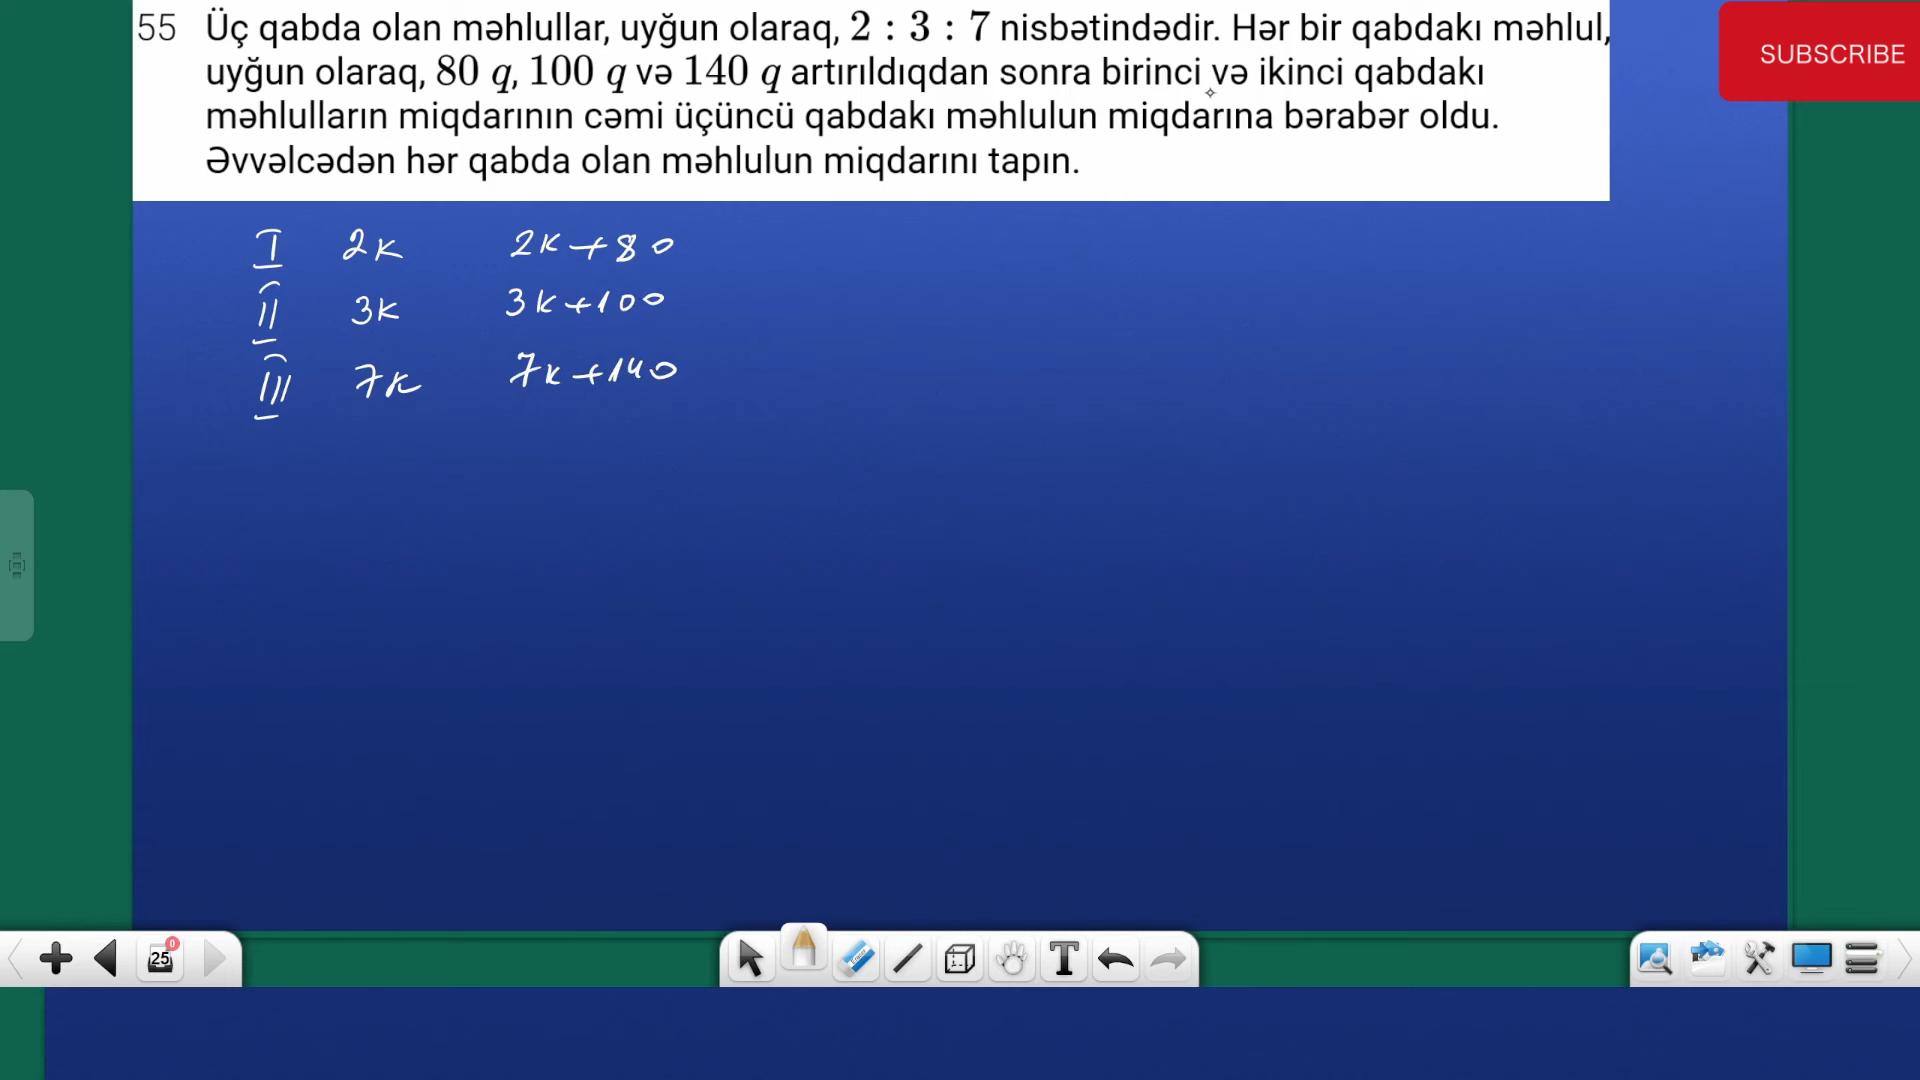 55 Üç qabda olan məhlullar, uyğun olaraq, 2 : 3 : 7 nisbətindədir. Hər bir qabdakı məhlul,
uyğun olaraq, 80 q, 100 q və 140 q artırıldıqdan sonra birinci və ikinci qabdakı
məhlulların miqdarının cəmi üçüncü qabdakı məhlulun miqdarına bərabər oldu.
Əvvəlcədən hər qabda olan məhlulun miqdarını tapın.
SUBSCRIBE
I 2k 2k+80
II 3k 3k+100
III 7k 7k+140
25 0
T